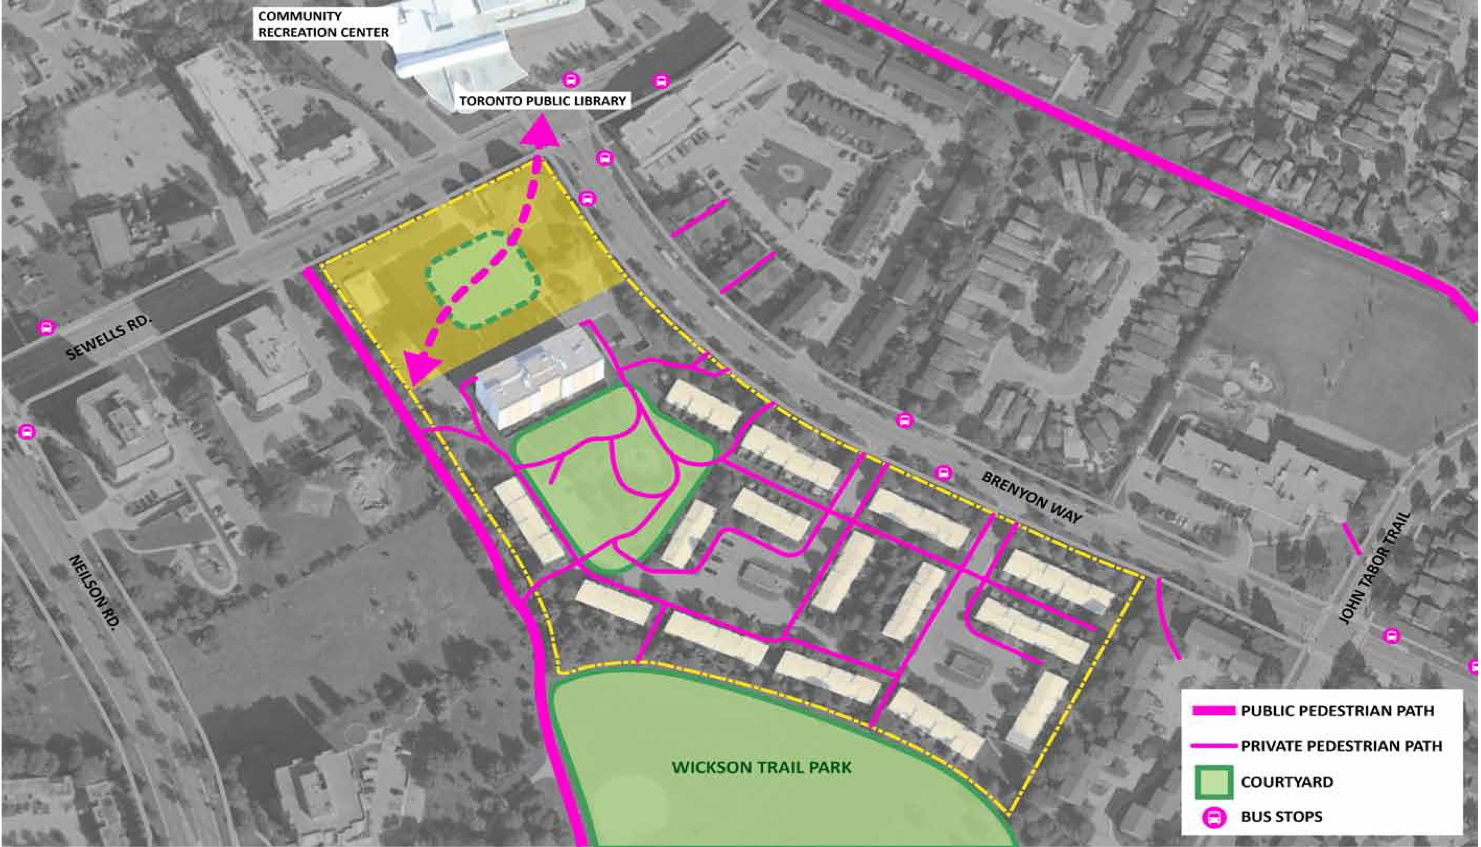 COMMUNITY
RECREATION CENTER
TORONTO PUBLIC LIBRARY
SEWELLS RD.
NEILSON RD.
BRENYON WAY
JOHN TABOR TRAIL
WICKSON TRAIL PARK
PUBLIC PEDESTRIAN PATH
PRIVATE PEDESTRIAN PATH
COURTYARD
BUS STOPS